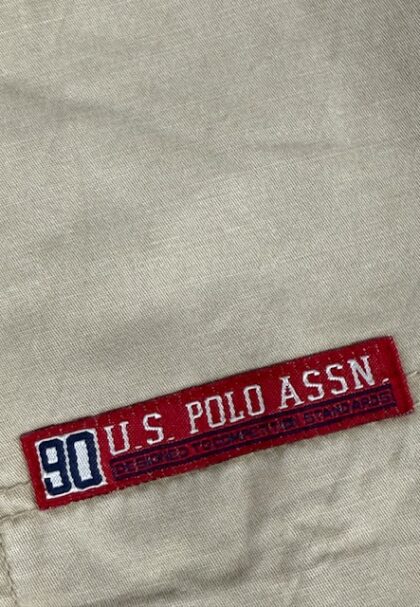 90
U.S. POLO ASSN.
DESIGNED TO COMPETITION STANDARDS